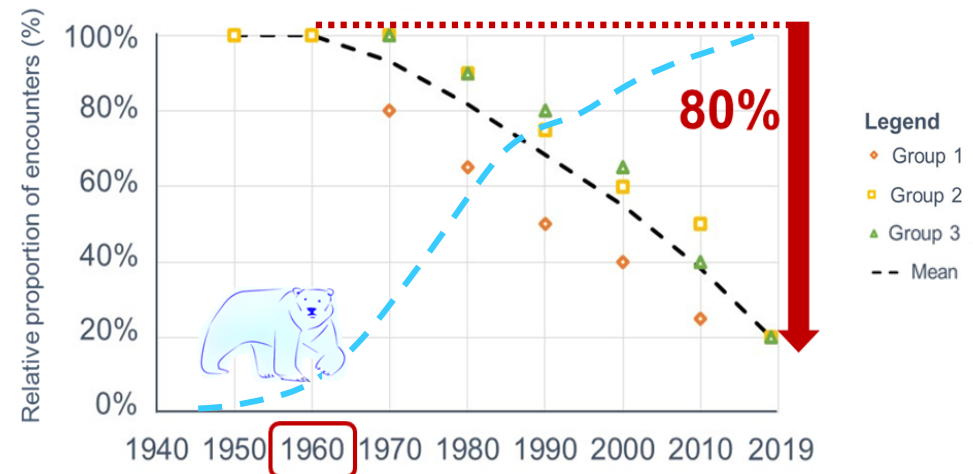 Relative proportion of encounters (%)
100%
80%
60%
40%
20%
0%
1940 1950 1960 1970 1980 1990 2000 2010 2019
80%
Legend
Group 1
Group 2
Group 3
Mean